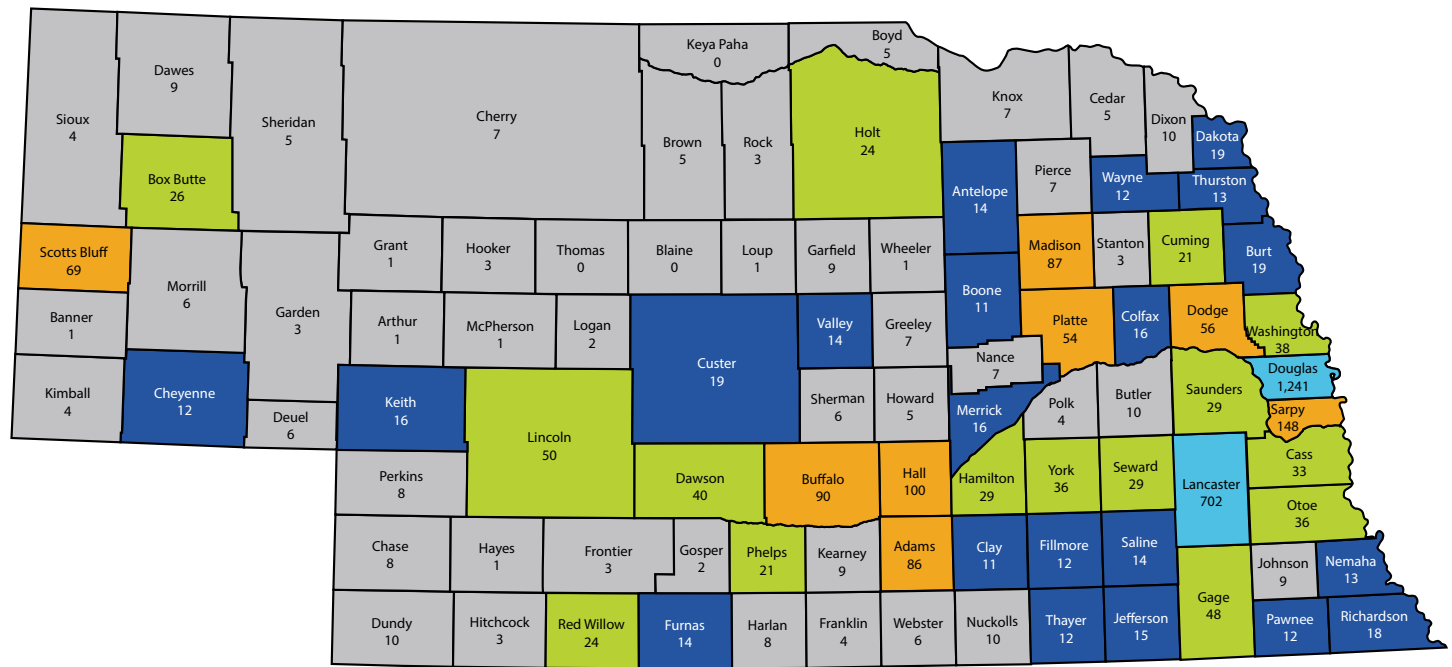 Keya Paha
0
Boyd
5
Dawes
9
Sioux
4
Sheridan
5
Cherry
7
Brown
5
Rock
3
Holt
24
Knox
7
Cedar
5
Dixon
10
Dakota
19
Box Butte
26
Antelope
14
Pierce
7
Wayne
12
Thurston
13
Scotts Bluff
69
Morrill
6
Garden
3
Grant
1
Hooker
3
Thomas
0
Blaine
0
Loup
1
Garfield
9
Wheeler
1
Madison
87
Stanton
3
Cuming
21
Burt
19
Banner
1
Arthur
1
McPherson
1
Logan
2
Custer
19
Valley
14
Greeley
7
Boone
11
Platte
54
Colfax
16
Dodge
56
Washington
38
Kimball
4
Cheyenne
12
Deuel
6
Keith
16
Lincoln
50
Sherman
6
Howard
5
Nance
7
Merrick
16
Polk
4
Butler
10
Saunders
29
Douglas
1,241
Sarpy
148
Perkins
8
Dawson
40
Buffalo
90
Hall
100
Hamilton
29
York
36
Seward
29
Lancaster
702
Cass
33
Otoe
36
Chase
8
Hayes
1
Frontier
3
Gosper
2
Phelps
21
Kearney
9
Adams
86
Clay
11
Fillmore
12
Saline
14
Gage
48
Johnson
9
Nemaha
13
Dundy
10
Hitchcock
3
Red Willow
24
Furnas
14
Harlan
8
Franklin
4
Webster
6
Nuckolls
10
Thayer
12
Jefferson
15
Pawnee
12
Richardson
18